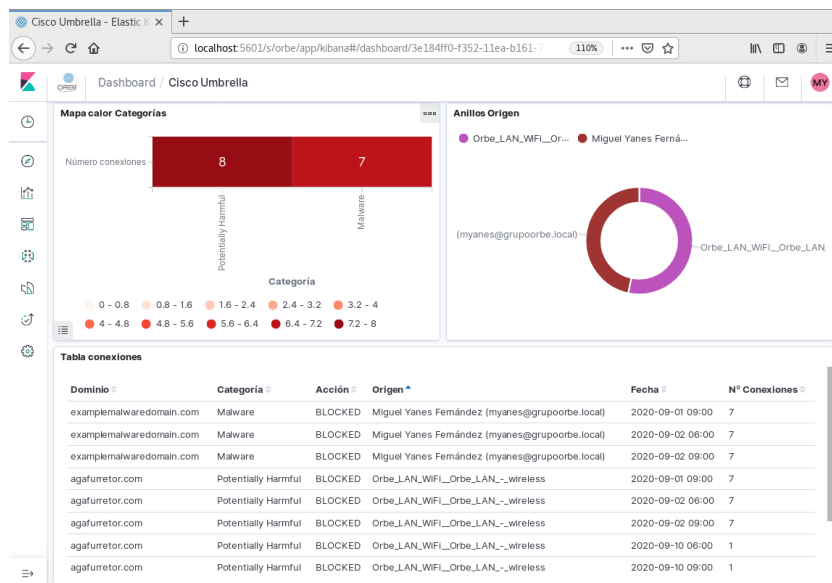 Cisco Umbrella - Elastic K
localhost:5601/s/orbe/app/kibana#/dashboard/3e184ff0-f352-11ea-b161-7
110%
ORBE
Dashboard / Cisco Umbrella
MY
Mapa calor Categorías
Número conexiones
8
7
Potentially Harmful
Malware
Categoría
0 - 0.8
0.8 - 1.6
1.6 - 2.4
2.4 - 3.2
3.2 - 4
4 - 4.8
4.8 - 5.6
5.6 - 6.4
6.4 - 7.2
7.2 - 8
Anillos Origen
Orbe_LAN_WiFi__Or...
Miguel Yanes Ferná...
(myanes@grupoorbe.local)
Orbe_LAN_WiFi__Orbe_LAN_
Tabla conexiones
Dominio Categoría Acción Origen Fecha Nº Conexiones
examplemalwaredomain.com Malware BLOCKED Miguel Yanes Fernández (myanes@grupoorbe.local) 2020-09-01 09:00 7
examplemalwaredomain.com Malware BLOCKED Miguel Yanes Fernández (myanes@grupoorbe.local) 2020-09-02 06:00 7
examplemalwaredomain.com Malware BLOCKED Miguel Yanes Fernández (myanes@grupoorbe.local) 2020-09-02 09:00 7
agafurretor.com Potentially Harmful BLOCKED Orbe_LAN_WiFi__Orbe_LAN_-_wireless 2020-09-01 09:00 7
agafurretor.com Potentially Harmful BLOCKED Orbe_LAN_WiFi__Orbe_LAN_-_wireless 2020-09-02 06:00 7
agafurretor.com Potentially Harmful BLOCKED Orbe_LAN_WiFi__Orbe_LAN_-_wireless 2020-09-02 09:00 7
agafurretor.com Potentially Harmful BLOCKED Orbe_LAN_WiFi__Orbe_LAN_-_wireless 2020-09-10 06:00 1
agafurretor.com Potentially Harmful BLOCKED Orbe_LAN_WiFi__Orbe_LAN_-_wireless 2020-09-10 09:00 1